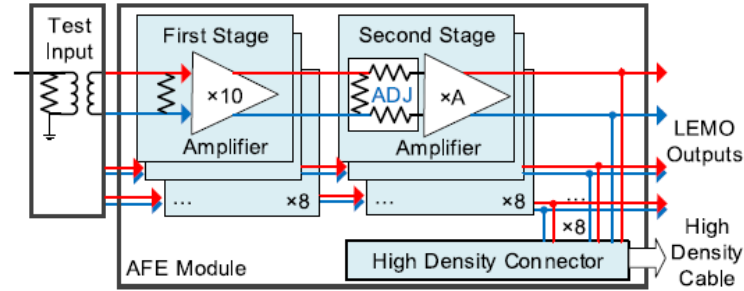 Test
Input
First Stage
×10
Amplifier
... ×8
Second Stage
ADJ
×A
Amplifier
... ×8
LEMO
Outputs
...
×8
High Density Connector
High
Density
Cable
AFE Module